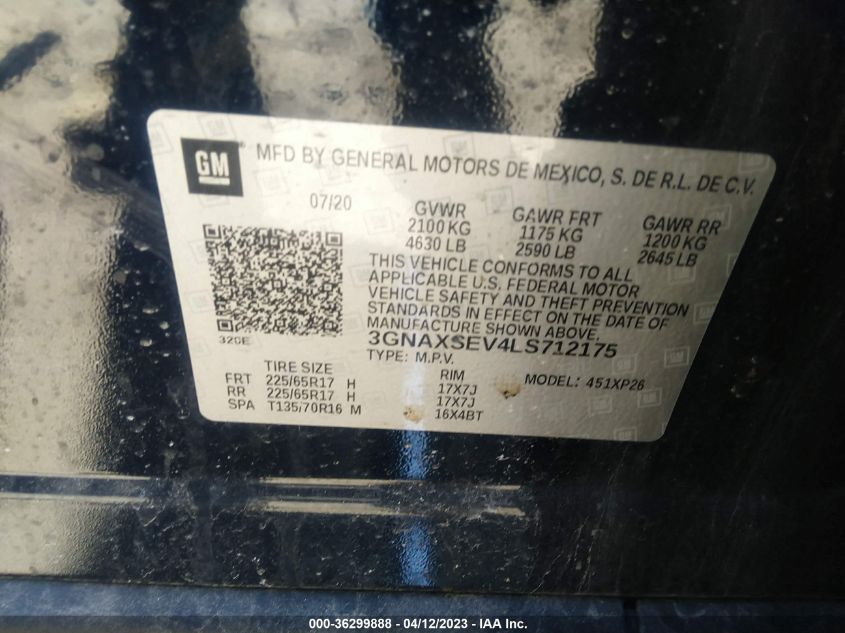 GM
MFD BY GENERAL MOTORS DE MEXICO, S. DE R.L. DE C.V.
07/20
GVWR GAWR FRT GAWR RR
2100 KG 1175 KG 1200 KG
4630 LB 2590 LB 2645 LB
THIS VEHICLE CONFORMS TO ALL
APPLICABLE U.S. FEDERAL MOTOR
VEHICLE SAFETY AND THEFT PREVENTION
STANDARDS IN EFFECT ON THE DATE OF
MANUFACTURE SHOWN ABOVE.
3GNAXSEV4LS712175
TYPE: M.P.V.
320E
TIRE SIZE RIM MODEL: 451XP26
FRT 225/65R17 H 17X7J
RR 225/65R17 H 17X7J
SPA T135/70R16 M 16X4BT
000-36299888 - 04/12/2023 - © IAA Inc.